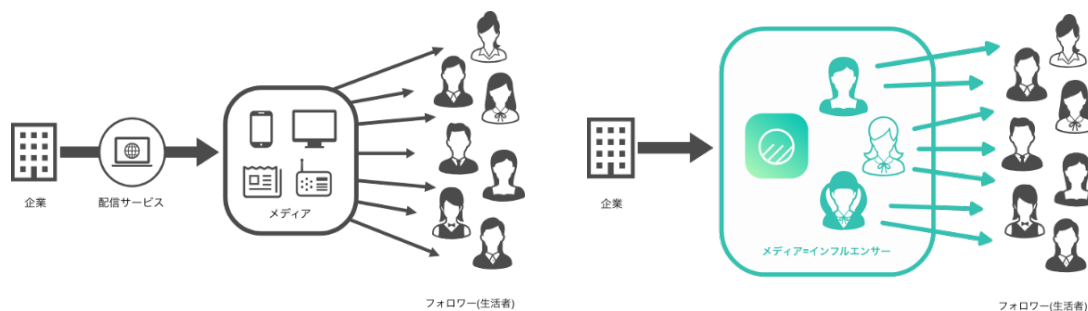 企業
配信サービス
メディア
フォロワー(生活者)
企業
メディア=インフルエンサー
フォロワー(生活者)